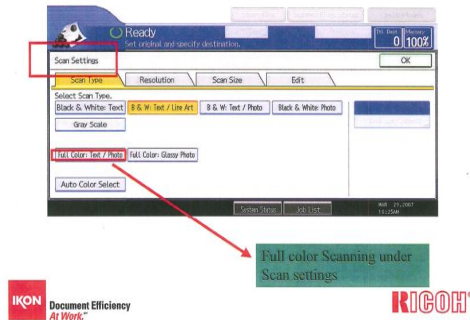 Ready
Set original and specify destination.
0 100%
Scan Settings
OK
Scan Type Resolution Scan Size Edit
Select Scan Type.
Black & White: Text B & W: Text / Line Art B & W: Text / Photo Black & White: Photo
Gray Scale
Full Color: Text / Photo Full Color: Glossy Photo
Auto Color Select
System Status Job List
Full color Scanning under
Scan settings
IKON Document Efficiency
At Work.
RICOH